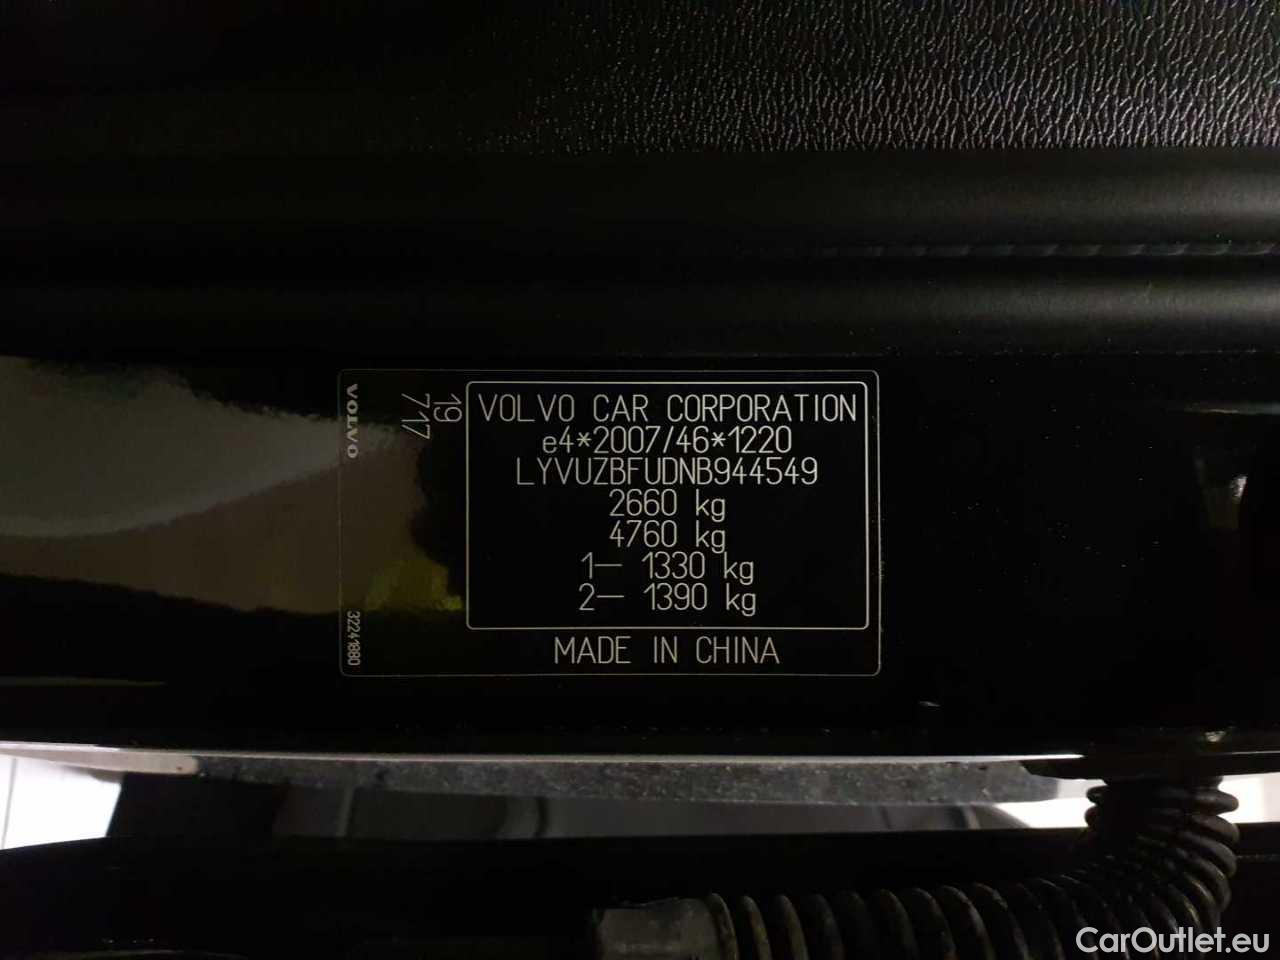 VOLVO
32241880
19
717
VOLVO CAR CORPORATION
e4*2007/46*1220
LYVUZBFUDNB944549
2660 kg
4760 kg
1— 1330 kg
2— 1390 kg
MADE IN CHINA
CarOutlet.eu